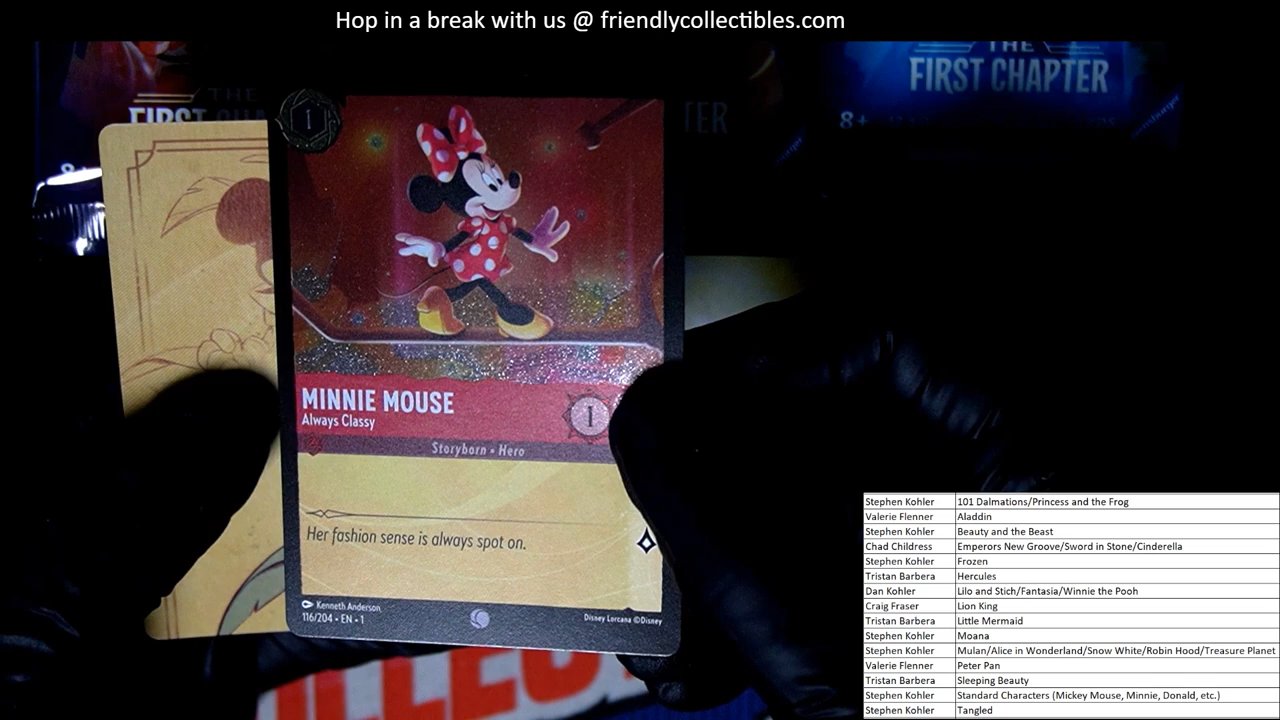 Hop in a break with us @ friendlycollectibles.com
THE
FIRST
THE
FIRST CHAPTER
8+
1
MINNIE MOUSE
Always Classy
1
Storyborn • Hero
Her fashion sense is always spot on.
Kenneth Anderson
116/204 • EN • 1
Disney Lorcana ©Disney
Stephen Kohler 101 Dalmations/Princess and the Frog
Valerie Flenner Aladdin
Stephen Kohler Beauty and the Beast
Chad Childress Emperors New Groove/Sword in Stone/Cinderella
Stephen Kohler Frozen
Tristan Barbera Hercules
Dan Kohler Lilo and Stich/Fantasia/Winnie the Pooh
Craig Fraser Lion King
Tristan Barbera Little Mermaid
Stephen Kohler Moana
Stephen Kohler Mulan/Alice in Wonderland/Snow White/Robin Hood/Treasure Planet
Valerie Flenner Peter Pan
Tristan Barbera Sleeping Beauty
Stephen Kohler Standard Characters (Mickey Mouse, Minnie, Donald, etc.)
Stephen Kohler Tangled